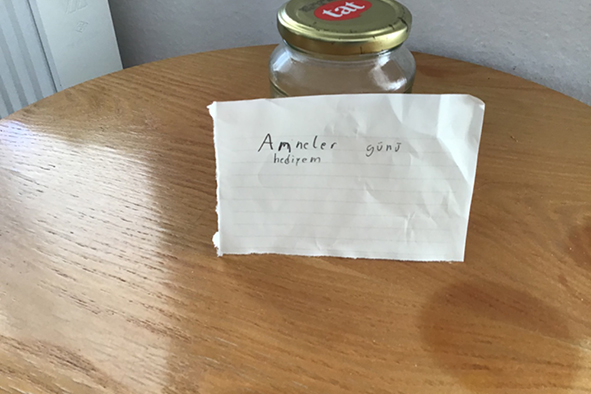 tat
Amneler günü
hediyem